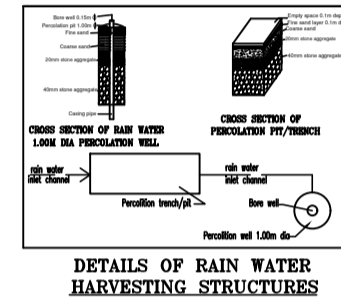 Bore well 0.15m
Percolation pit 1.00m
Fine sand
Coarse sand
20mm stone aggregate
40mm stone aggregate
Casing pipe
CROSS SECTION OF RAIN WATER
1.00M DIA PERCOLATION WELL
Empty space 0.1m dep
Fine sand layer 0.1m d
Coarse sand
20mm stone aggregate
40mm stone aggregate
CROSS SECTION OF
PERCOLATION PIT/TRENCH
rain water
inlet channel
Percolition trench/pit
rain water
inlet channel
Bore well
Percolition well 1.00m dia
DETAILS OF RAIN WATER
HARVESTING STRUCTURES